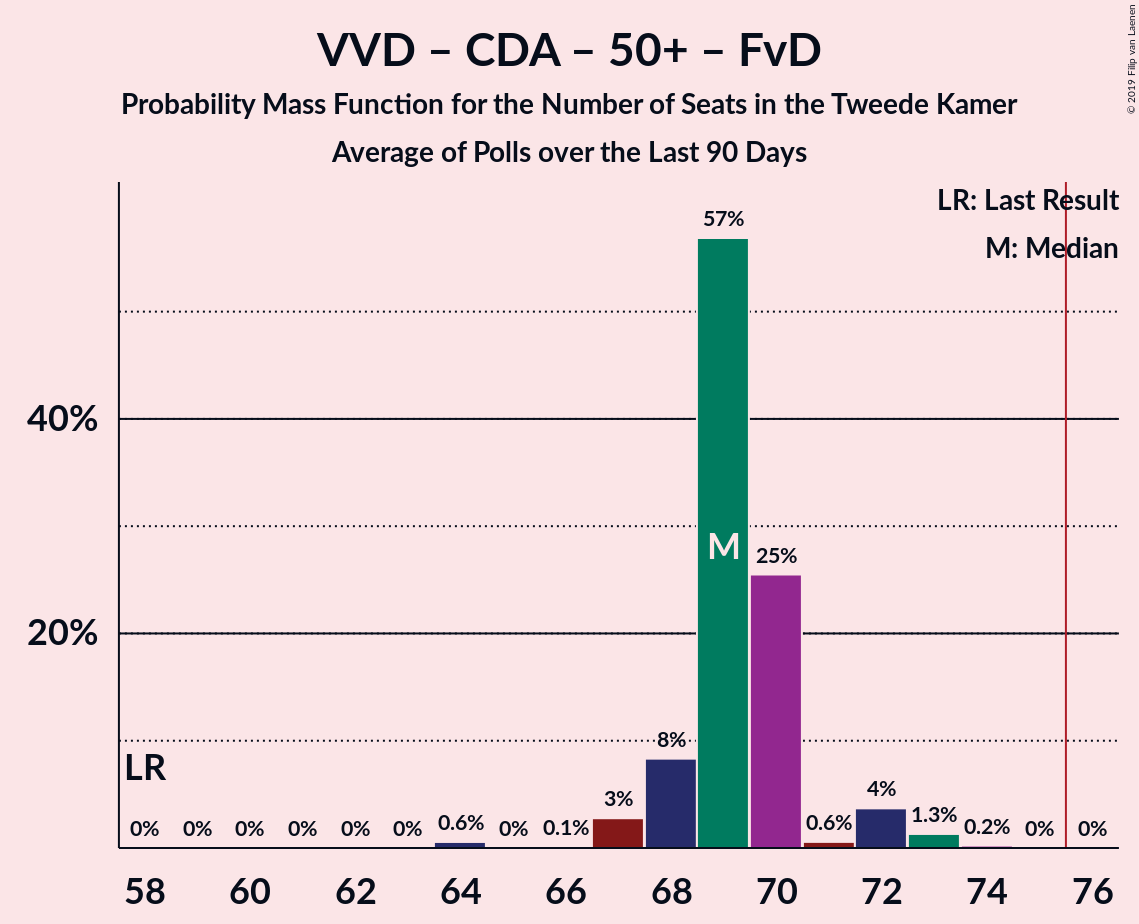 VVD – CDA – 50+ – FvD
Probability Mass Function for the Number of Seats in the Tweede Kamer
Average of Polls over the Last 90 Days
© 2019 Filip van Laenen
LR: Last Result
M: Median
57%
40%
M
25%
20%
8%
LR
4%
3%
0% 0% 0% 0% 0% 0% 0.6% 0% 0.1% 0.6% 1.3% 0.2% 0% 0%
58 60 62 64 66 68 70 72 74 76